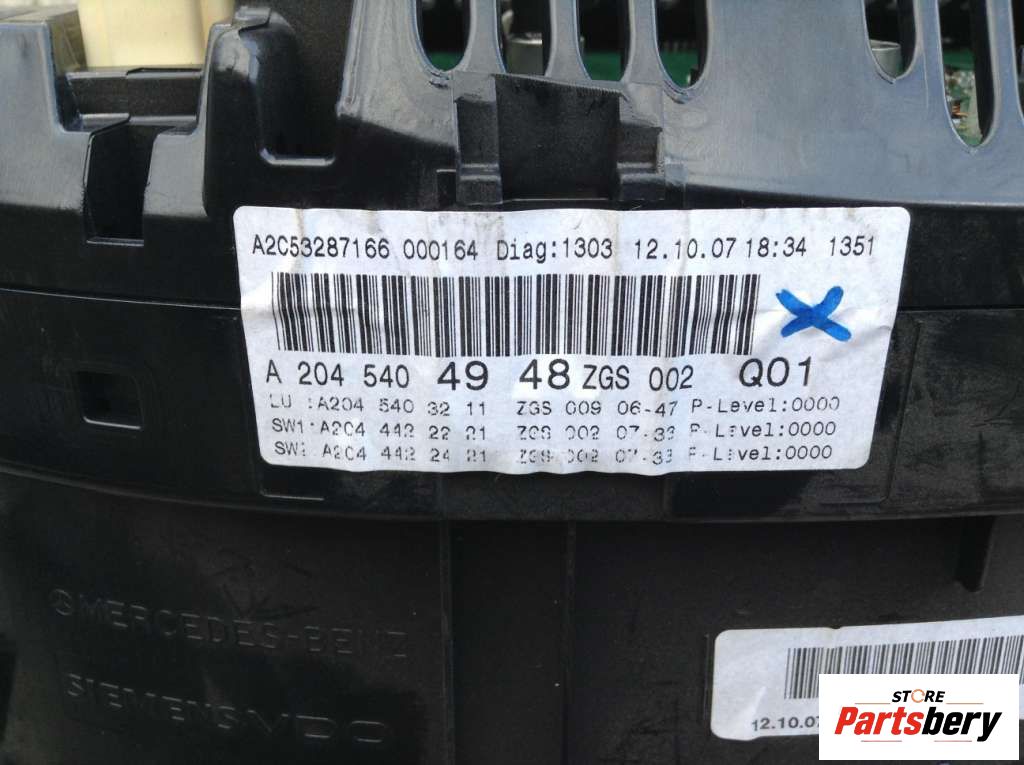 A2C53287166 000164 Diag:1303 12.10.07 18:34 1351
A 204 540 49 48 ZGS 002 Q01
LU :A204 540 32 11 ZGS 009 06-47 P-Level:0000
SW1:A204 442 22 21 ZGS 002 07-33 P-Level:0000
SW2 A204 442 24 21 ZGS 002 07-33 P-Level:0000
MERCEDES-BENZ
SIEMENS VDO
12.10.07
STORE
Partsbery